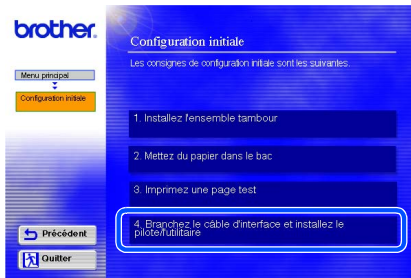 brother.
Menu principal
Configuration initiale
Configuration initiale
Les consignes de configuration initiale sont les suivantes.
1. Installez l'ensemble tambour
2. Mettez du papier dans le bac
3. Imprimez une page test
4. Branchez le câble d'interface et installez le
pilote/l'utilitaire
Précédent
Quitter